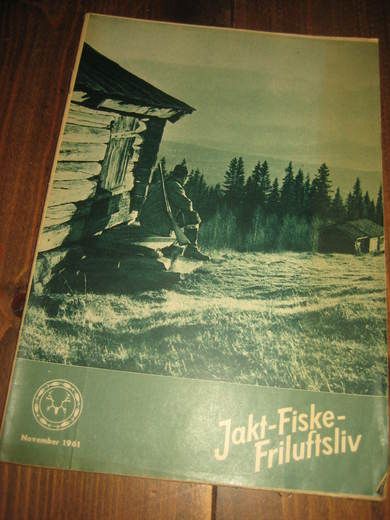 Jakt-Fiske-
Friluftsliv
November 1961